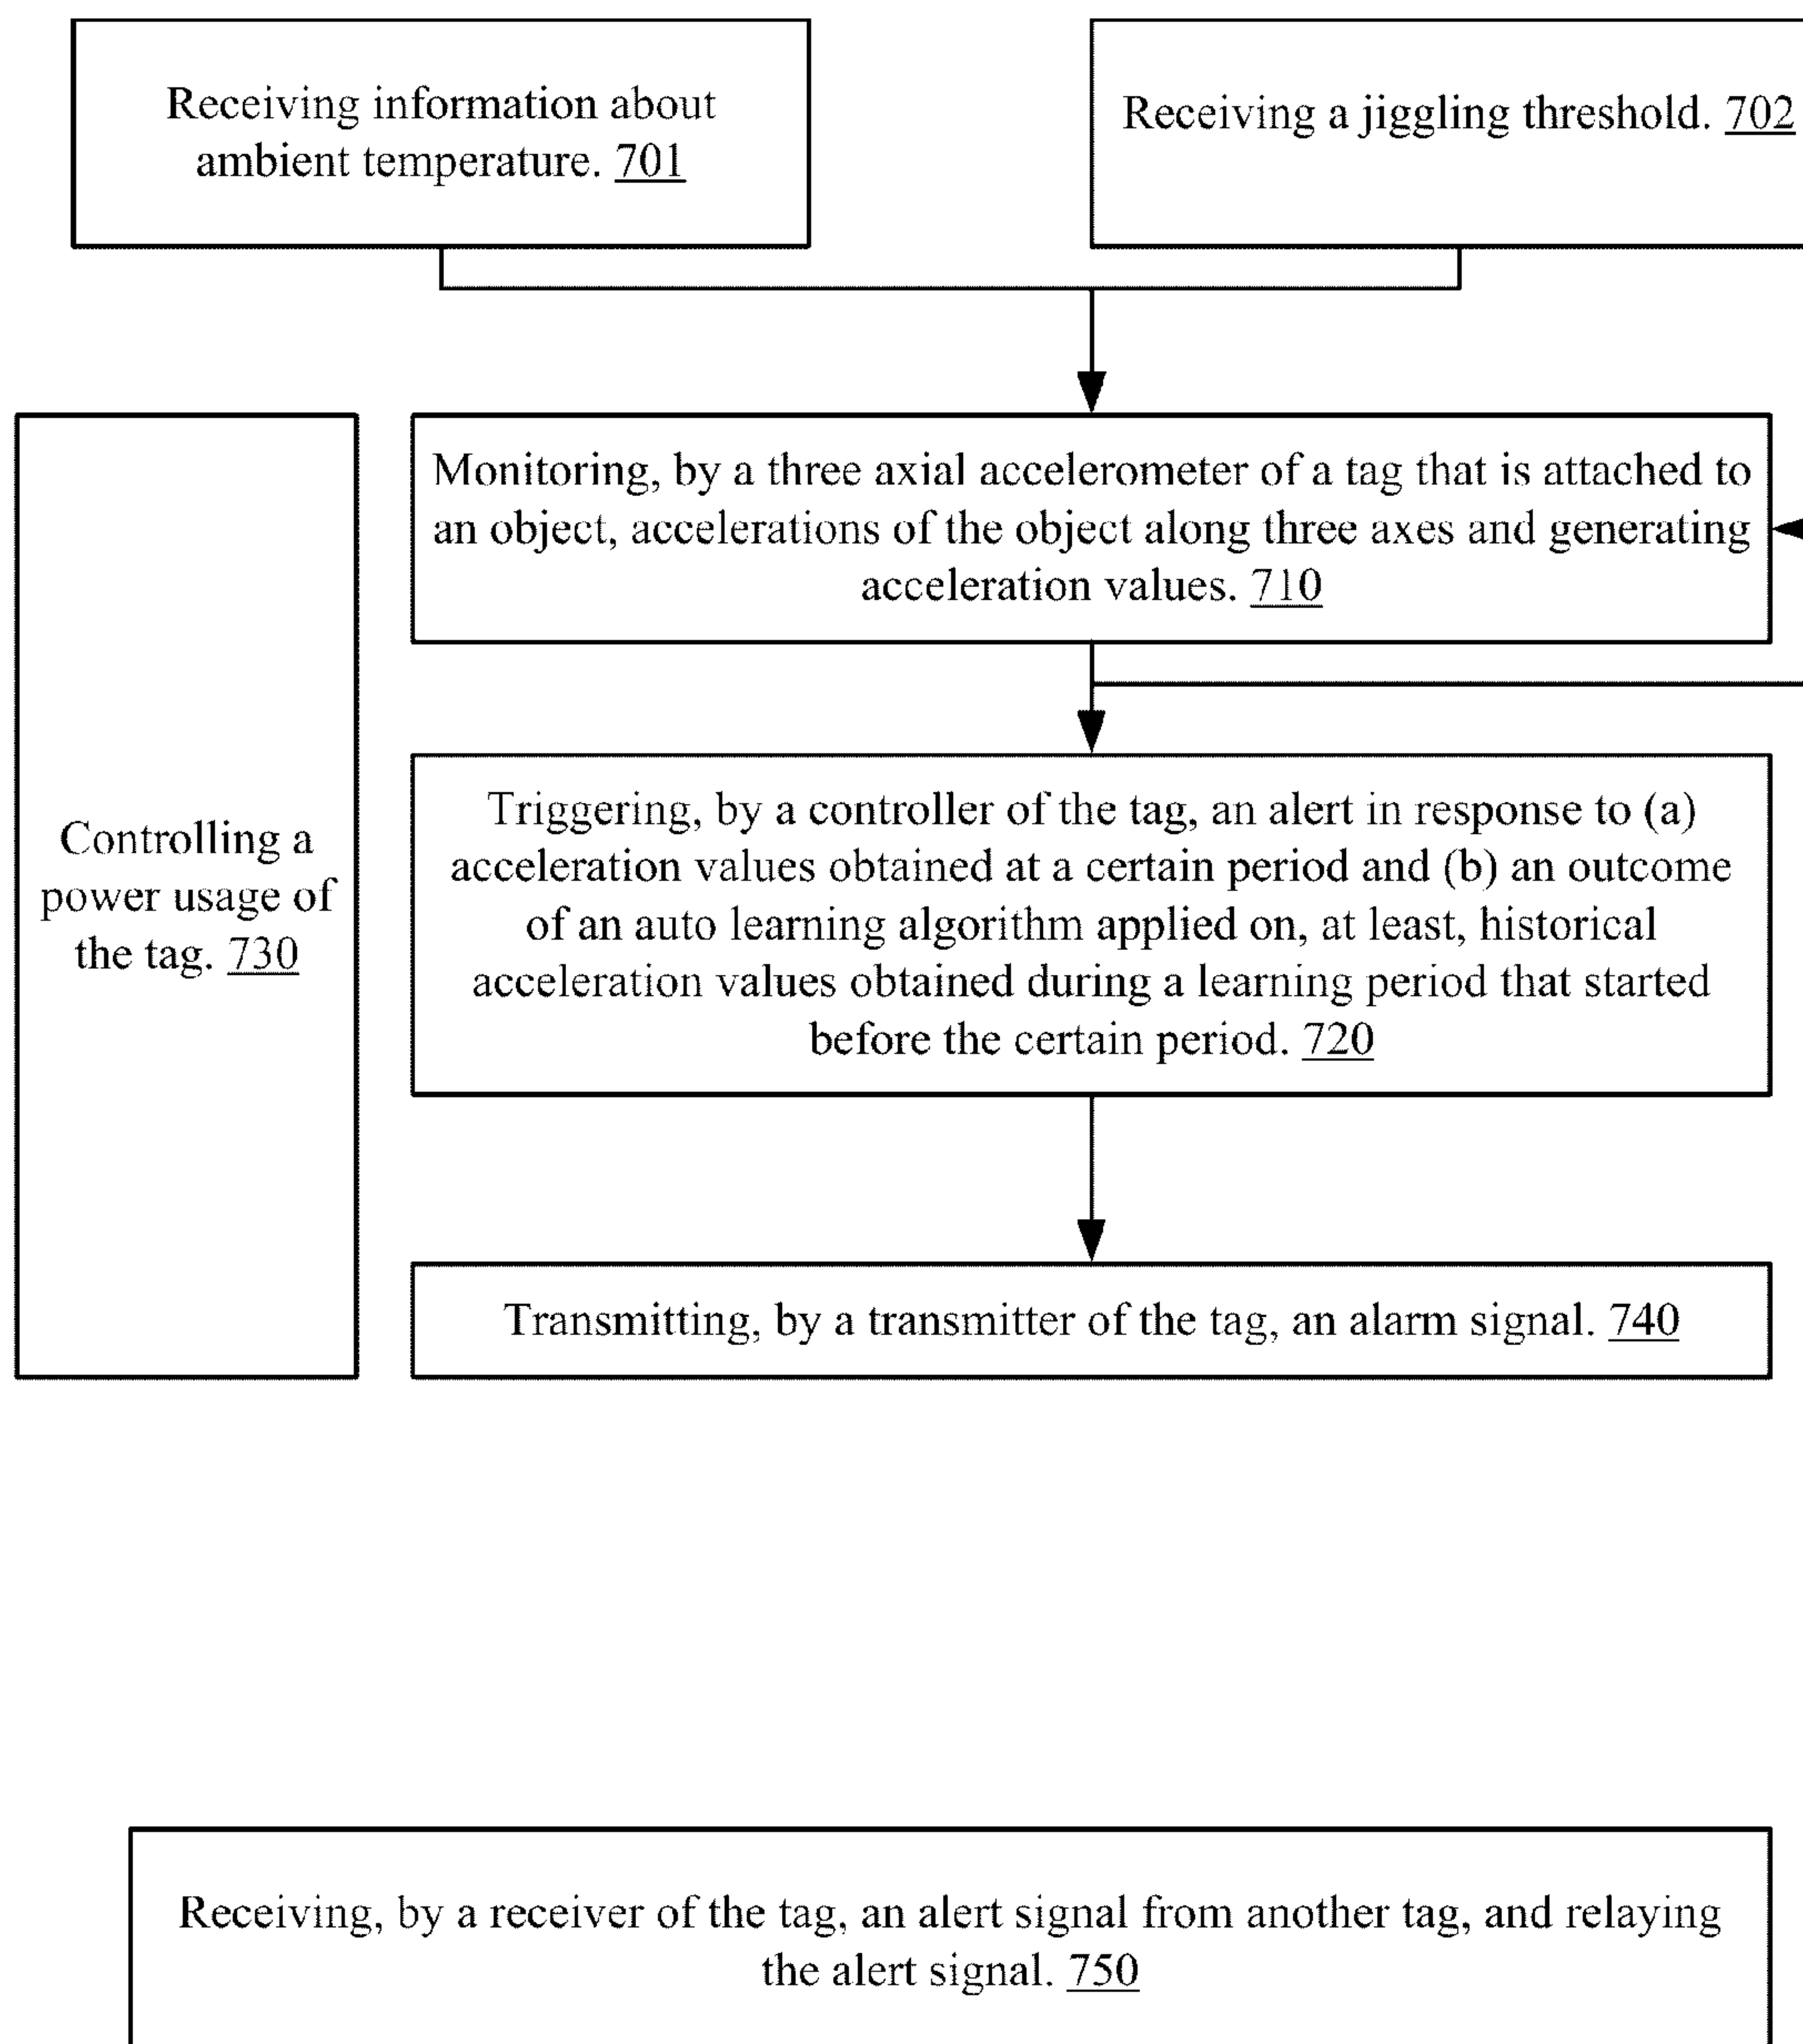 Receiving information about
ambient temperature. 701
Receiving a jiggling threshold. 702
Monitoring, by a three axial accelerometer of a tag that is attached to
an object, accelerations of the object along three axes and generating
acceleration values. 710
Controlling a
power usage of
the tag. 730
Triggering, by a controller of the tag, an alert in response to (a)
acceleration values obtained at a certain period and (b) an outcome
of an auto learning algorithm applied on, at least, historical
acceleration values obtained during a learning period that started
before the certain period. 720
Transmitting, by a transmitter of the tag, an alarm signal. 740
Receiving, by a receiver of the tag, an alert signal from another tag, and relaying
the alert signal. 750